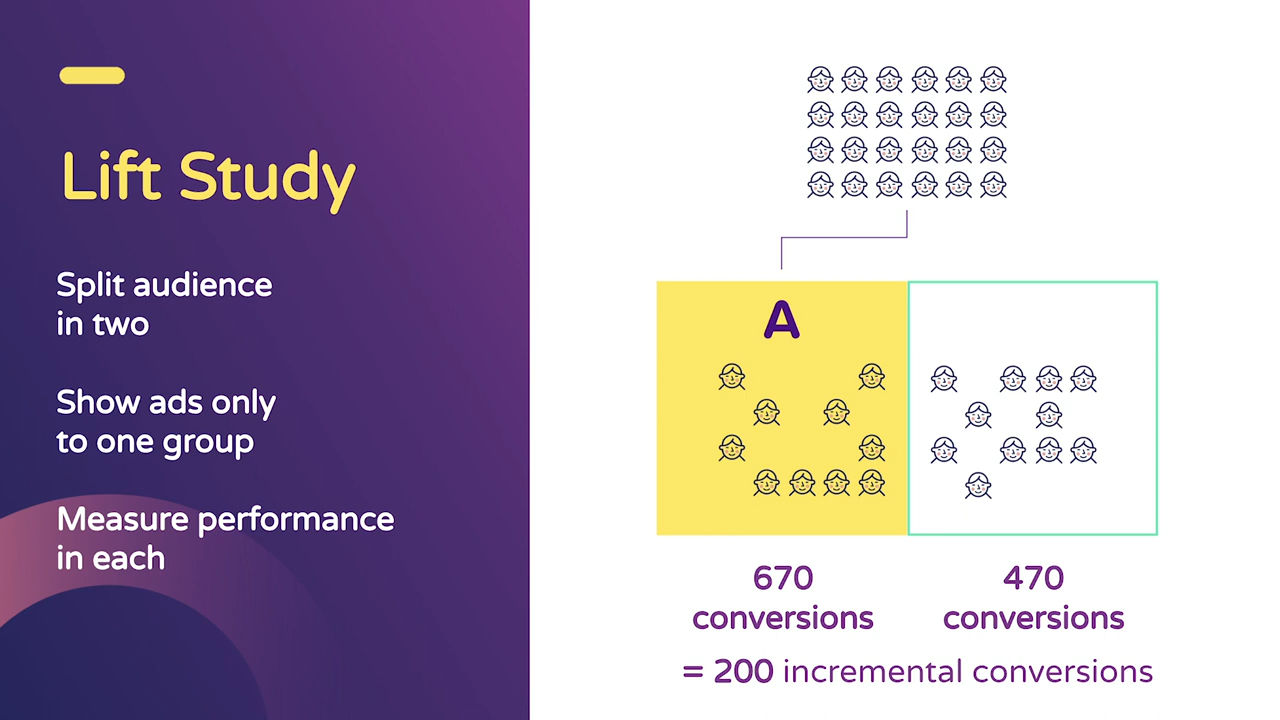 Lift Study
Split audience
in two
Show ads only
to one group
Measure performance
in each
A
670
conversions
470
conversions
= 200 incremental conversions